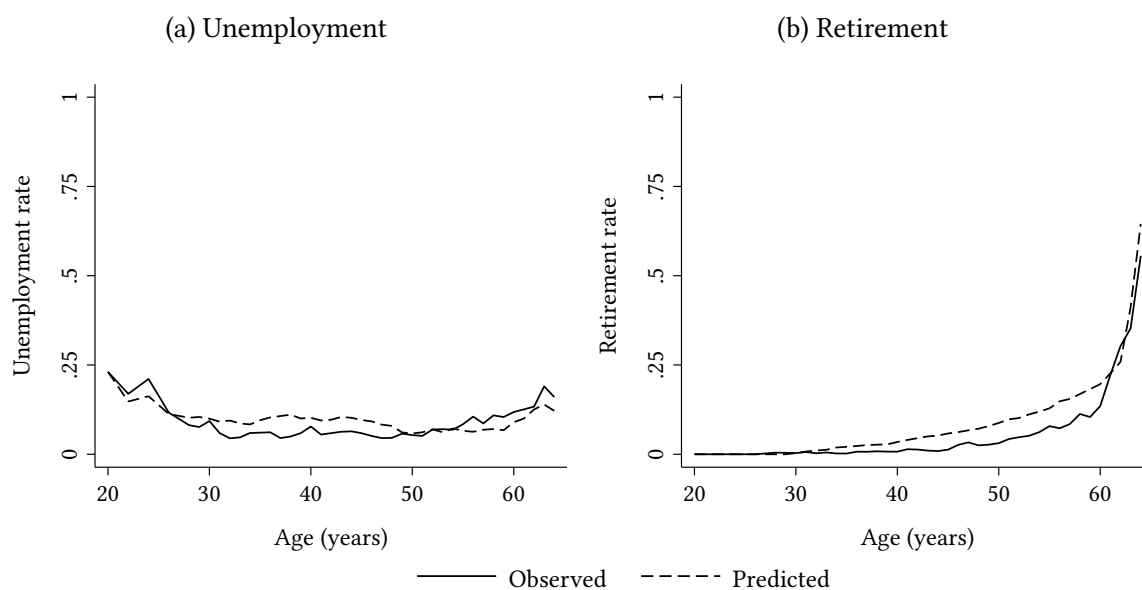 (a) Unemployment
(b) Retirement
Unemployment rate
1
.75
.5
.25
0
20 30 40 50 60
Age (years)
Retirement rate
1
.75
.5
.25
0
20 30 40 50 60
Age (years)
Observed Predicted